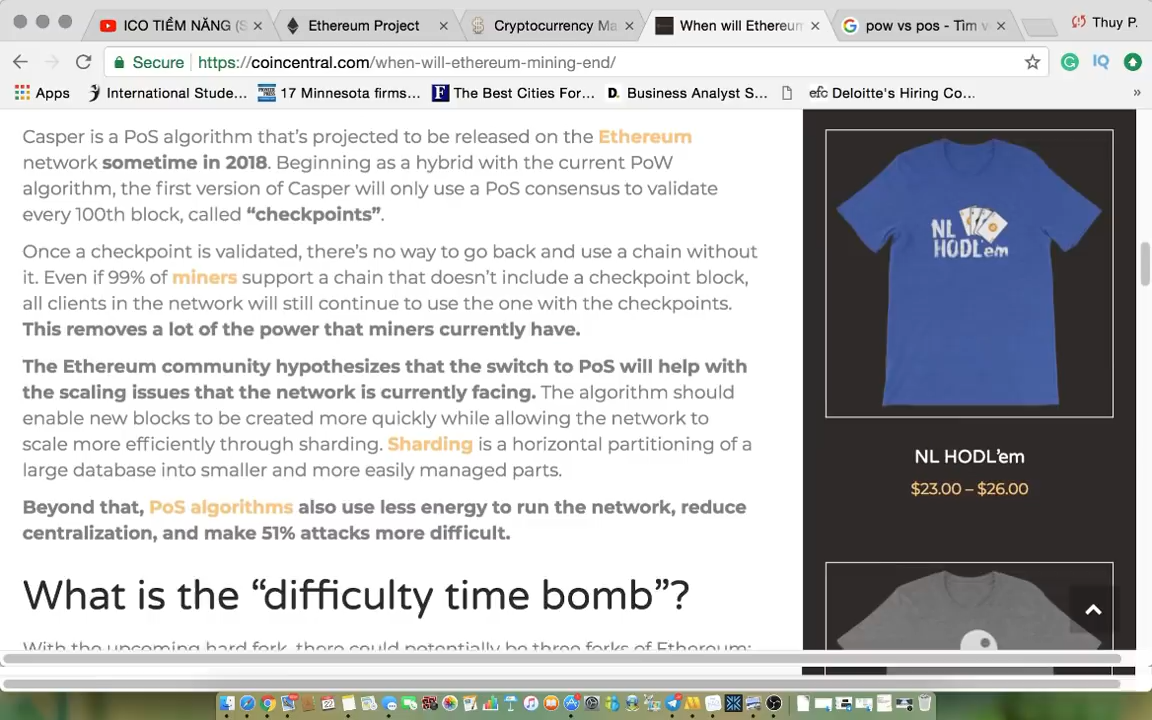 ICO TIỀM NĂNG (S
Ethereum Project
Cryptocurrency Ma
When will Ethereum
pow vs pos - Tìm v
Thuy P.
Secure
https://coincentral.com/when-will-ethereum-mining-end/
IQ
Apps
International Stude...
17 Minnesota firms...
F
The Best Cities For...
D.
Business Analyst S...
efc
Deloitte's Hiring Co...
»
Casper is a PoS algorithm that's projected to be released on the Ethereum
network sometime in 2018. Beginning as a hybrid with the current PoW
algorithm, the first version of Casper will only use a PoS consensus to validate
every 100th block, called “checkpoints”.
Once a checkpoint is validated, there's no way to go back and use a chain without
it. Even if 99% of miners support a chain that doesn't include a checkpoint block,
all clients in the network will still continue to use the one with the checkpoints.
This removes a lot of the power that miners currently have.
The Ethereum community hypothesizes that the switch to PoS will help with
the scaling issues that the network is currently facing. The algorithm should
enable new blocks to be created more quickly while allowing the network to
scale more efficiently through sharding. Sharding is a horizontal partitioning of a
large database into smaller and more easily managed parts.
Beyond that, PoS algorithms also use less energy to run the network, reduce
centralization, and make 51% attacks more difficult.
What is the “difficulty time bomb”?
With the upcoming hard fork, there could potentially be three forks of Ethereum:
NL
HODL'em
NL HODL'em
$23.00 – $26.00